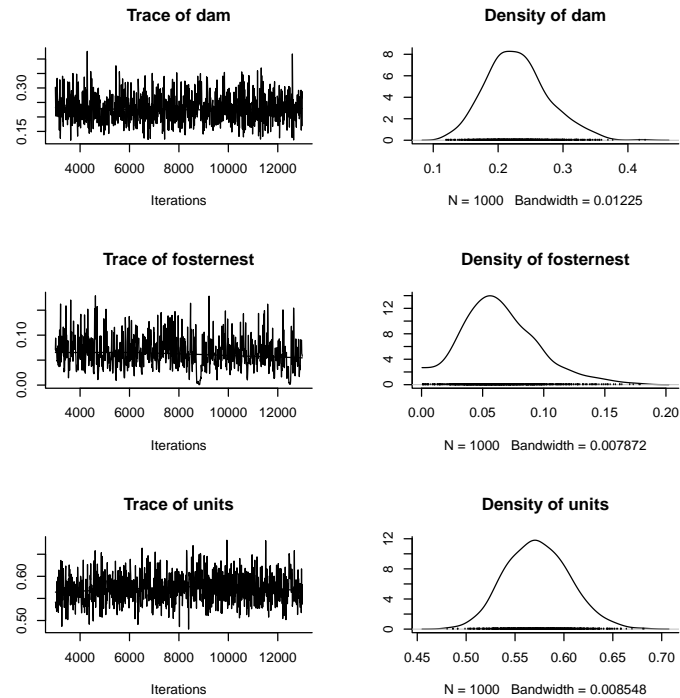 Trace of dam
0.15 0.30
4000 6000 8000 10000 12000
Iterations
Density of dam
0 2 4 6 8
0.1 0.2 0.3 0.4
N = 1000 Bandwidth = 0.01225
Trace of fosternest
0.00 0.10
4000 6000 8000 10000 12000
Iterations
Density of fosternest
0 4 8 12
0.00 0.05 0.10 0.15 0.20
N = 1000 Bandwidth = 0.007872
Trace of units
0.50 0.60
4000 6000 8000 10000 12000
Iterations
Density of units
0 4 8 12
0.45 0.50 0.55 0.60 0.65 0.70
N = 1000 Bandwidth = 0.008548